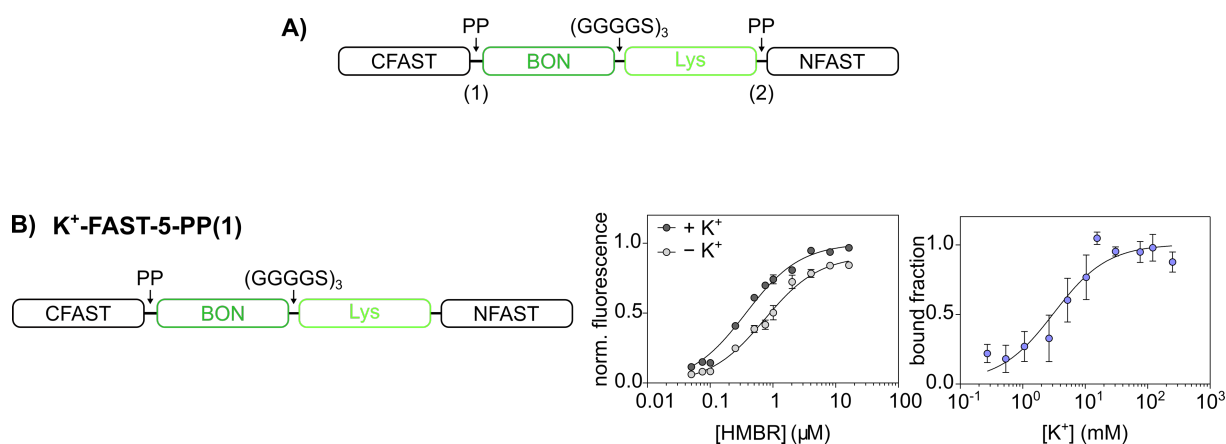 A)
PP (GGGGS)₃ PP
CFAST BON Lys NFAST
(1) (2)
B) K⁺-FAST-5-PP(1)
PP (GGGGS)₃
CFAST BON Lys NFAST
norm. fluorescence
1.0
0.5
0.0
+ K⁺
− K⁺
0.01 0.1 1 10 100
[HMBR] (µM)
bound fraction
1.0
0.5
0.0
10⁻¹ 10⁰ 10¹ 10² 10³
[K⁺] (mM)